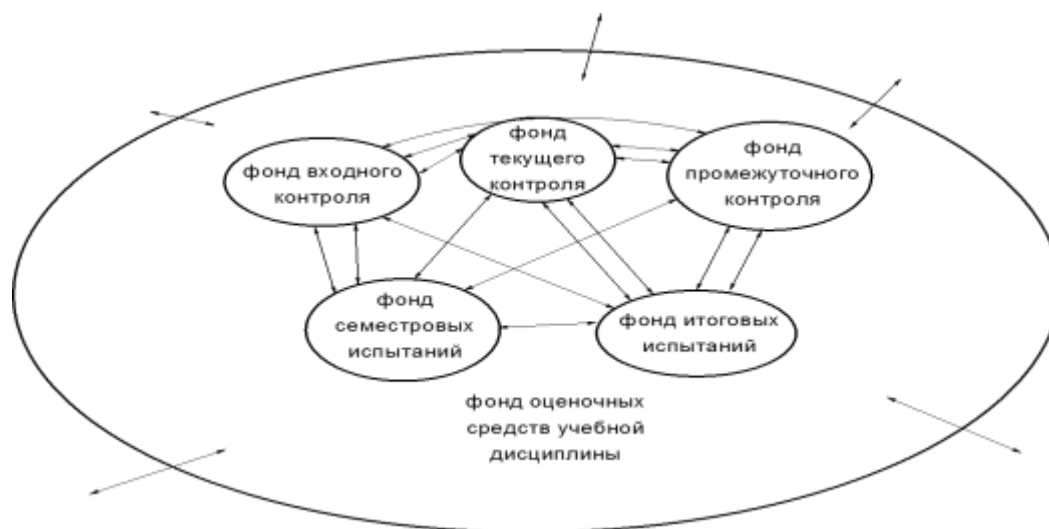 фонд входного
контроля
фонд
текущего
контроля
фонд
промежуточного
контроля
фонд
семестровых
испытаний
фонд итоговых
испытаний
фонд оценочных
средств учебной
дисциплины